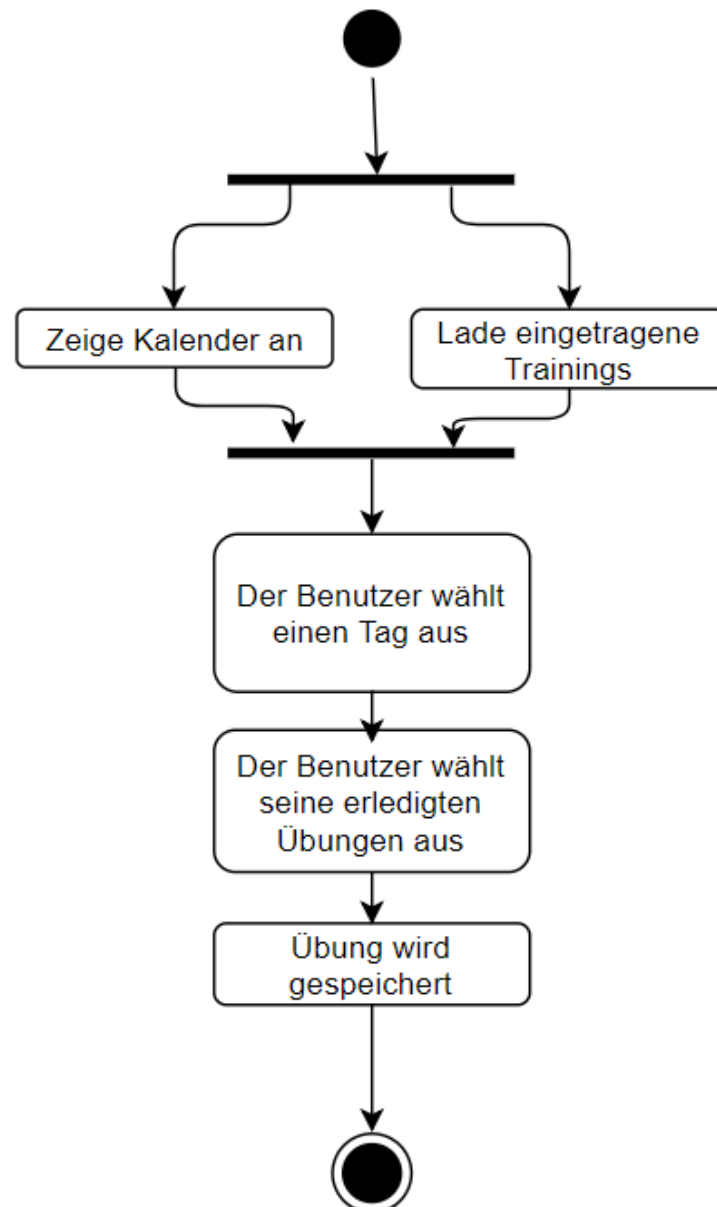 Zeige Kalender an
Lade eingetragene
Trainings
Der Benutzer wählt
einen Tag aus
Der Benutzer wählt
seine erledigten
Übungen aus
Übung wird
gespeichert